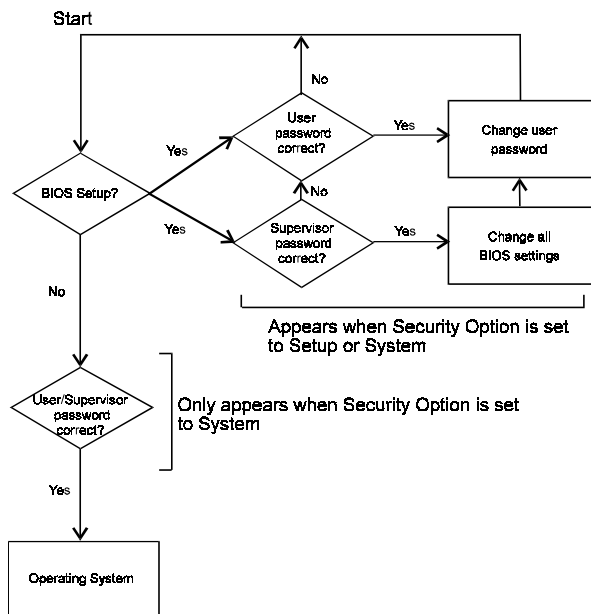 Start
No
User
password
correct?
Yes
Change user
password
Yes
BIOS Setup?
No
Yes
Supervisor
password
correct?
Yes
Change all
BIOS settings
No
Appears when Security Option is set
to Setup or System
User/Supervisor
password
correct?
Only appears when Security Option is set
to System
Yes
Operating System